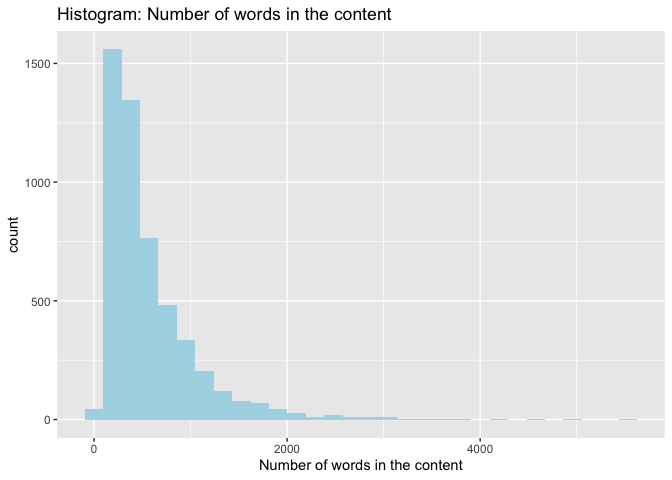 Histogram: Number of words in the content
1500
1000
500
0
count
0 2000 4000
Number of words in the content